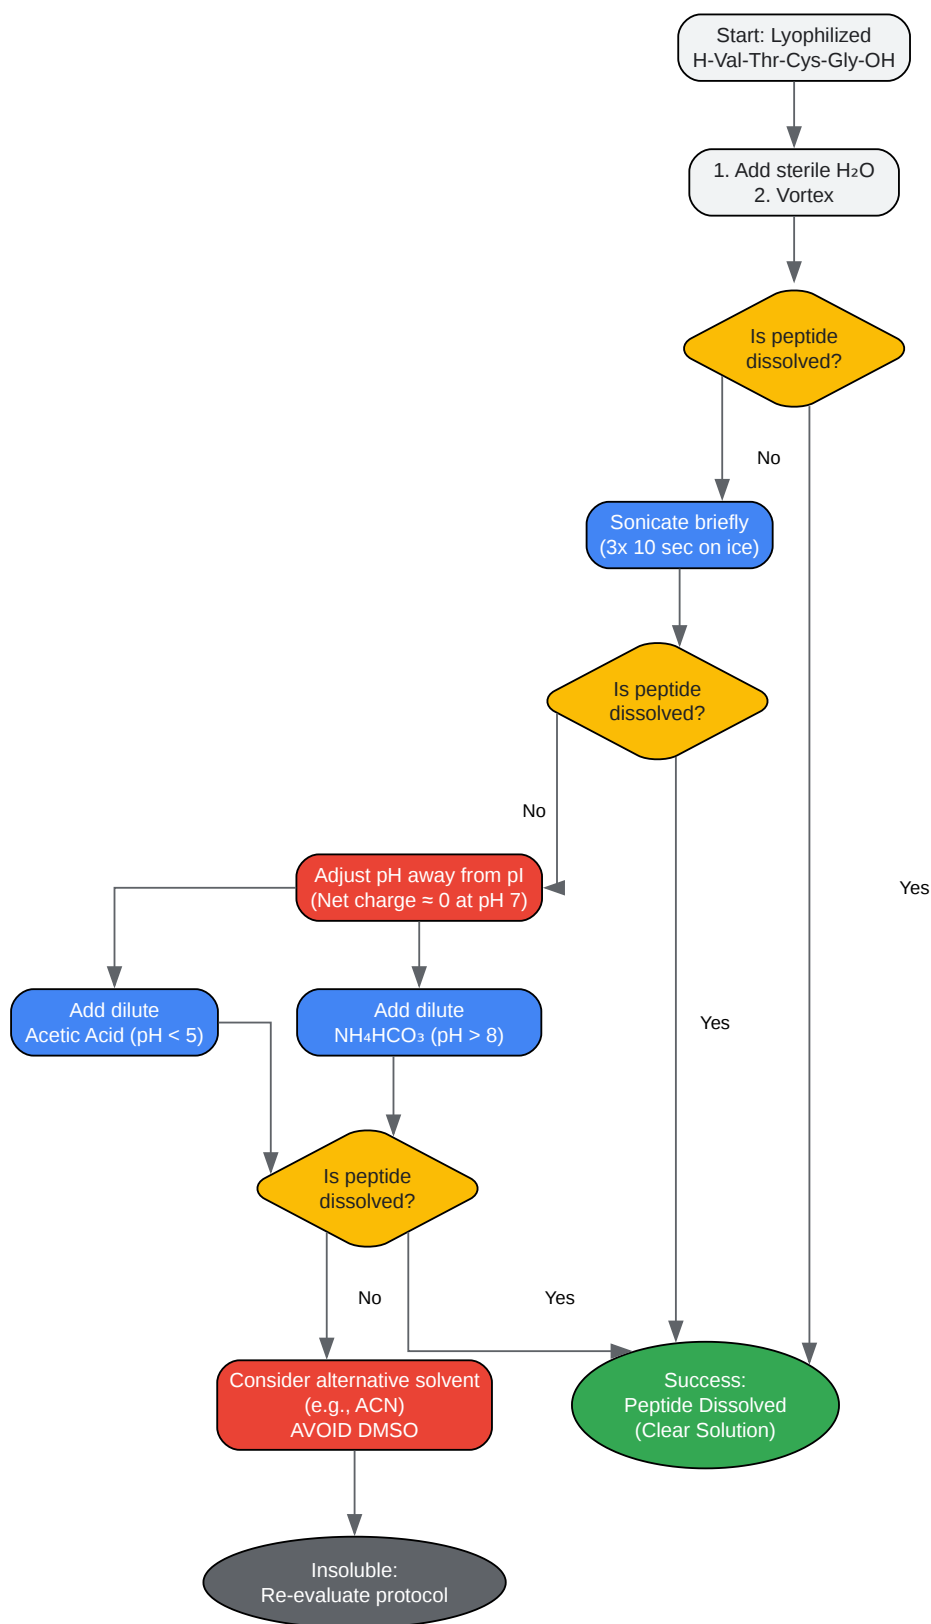 Start: Lyophilized
H-Val-Thr-Cys-Gly-OH
1. Add sterile H₂O
2. Vortex
Is peptide
dissolved?
No
Sonicate briefly
(3x 10 sec on ice)
Is peptide
dissolved?
No
Adjust pH away from pI
(Net charge ≈ 0 at pH 7)
Yes
Add dilute
Acetic Acid (pH < 5)
Add dilute
NH₄HCO₃ (pH > 8)
Yes
Is peptide
dissolved?
No
Yes
Consider alternative solvent
(e.g., ACN)
AVOID DMSO
Success:
Peptide Dissolved
(Clear Solution)
Insoluble:
Re-evaluate protocol